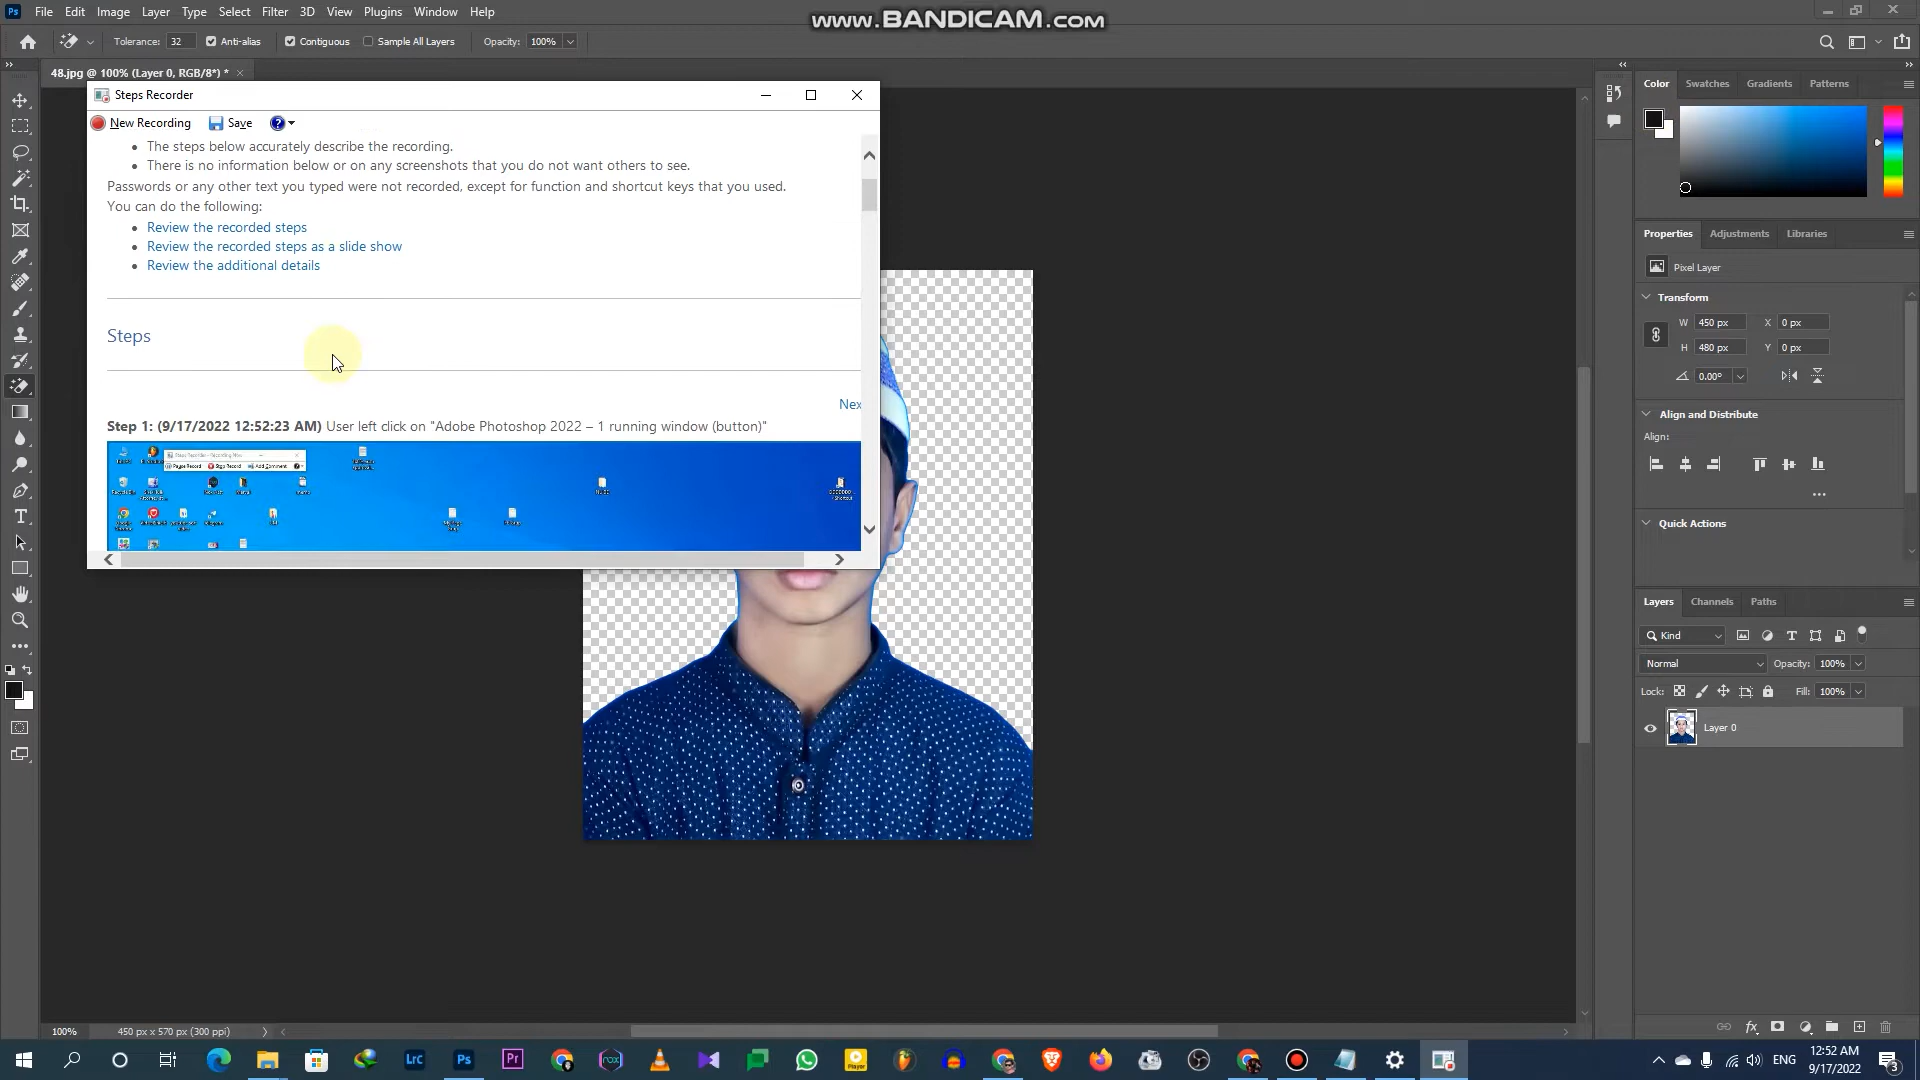 www.BANDICAM.com
Ps File Edit Image Layer Type Select Filter 3D View Plugins Window Help
Tolerance: 32 Anti-alias Contiguous Sample All Layers Opacity: 100%
48.jpg @ 100% (Layer 0, RGB/8*) *
Steps Recorder
New Recording Save
The steps below accurately describe the recording.
There is no information below or on any screenshots that you do not want others to see.
Passwords or any other text you typed were not recorded, except for function and shortcut keys that you used.
You can do the following:
Review the recorded steps
Review the recorded steps as a slide show
Review the additional details
Steps
Nex
Step 1: (9/17/2022 12:52:23 AM) User left click on "Adobe Photoshop 2022 – 1 running window (button)"
Color Swatches Gradients Patterns
Properties Adjustments Libraries
Pixel Layer
Transform
W 450 px X 0 px
H 480 px Y 0 px
0.00°
Align and Distribute
Align:
Quick Actions
Layers Channels Paths
Kind
Normal Opacity: 100%
Lock: Fill: 100%
Layer 0
100% 450 px x 570 px (300 ppi)
LrC Ps Pr nox Player ENG 12:52 AM
9/17/2022
3